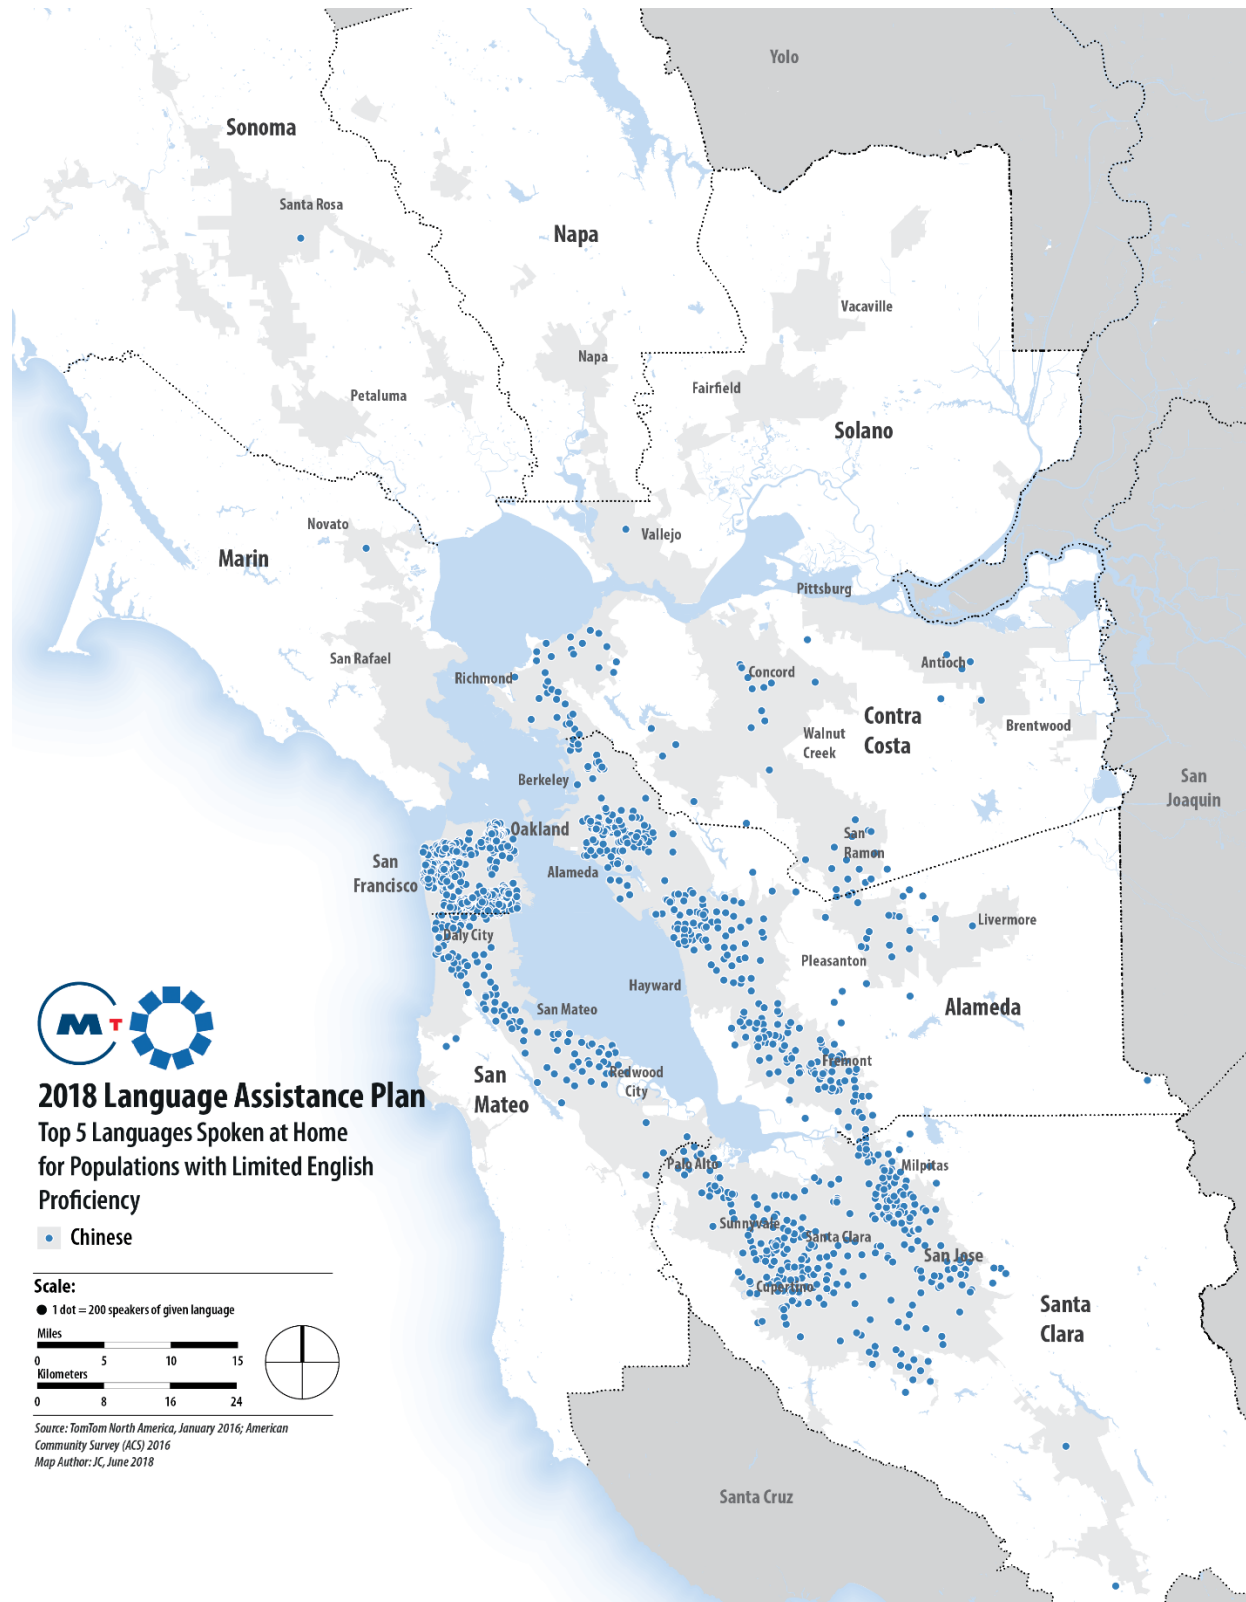 Yolo
Sonoma
Santa Rosa
Napa
Vacaville
Napa
Fairfield
Petaluma
Solano
Novato
Vallejo
Marin
Pittsburg
San Rafael
Richmond
Concord
Antioch
Contra
Costa
Brentwood
Walnut
Creek
Berkeley
San
Joaquin
Oakland
San
Ramon
San
Francisco
Alameda
Livermore
Daly City
Pleasanton
Hayward
San Mateo
Alameda
Fremont
Redwood
City
San
Mateo
M T
2018 Language Assistance Plan
Top 5 Languages Spoken at Home
for Populations with Limited English
Proficiency
Chinese
Palo Alto
Milpitas
Sunnyvale
Santa Clara
San Jose
Cupertino
Santa
Clara
Scale:
1 dot = 200 speakers of given language
Miles
0 5 10 15
Kilometers
0 8 16 24
Source: TomTom North America, January 2016; American
Community Survey (ACS) 2016
Map Author: JC, June 2018
Santa Cruz